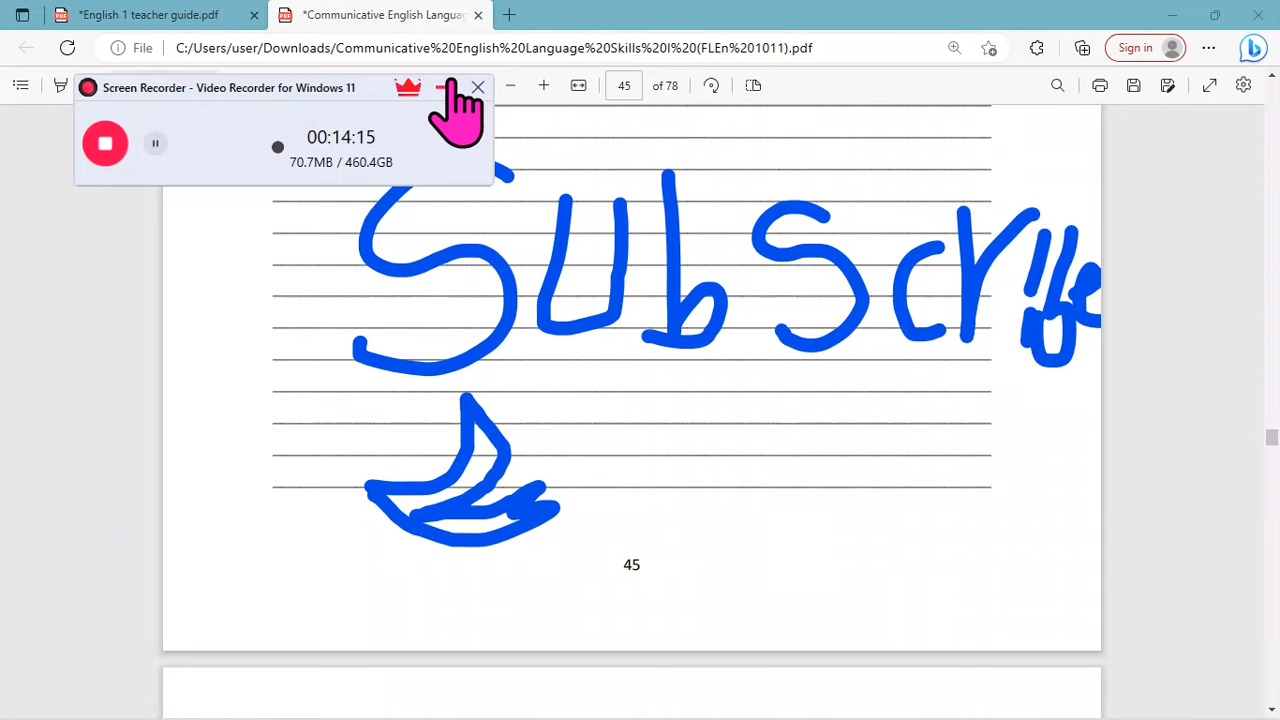 *English 1 teacher guide.pdf
*Communicative English Langua
File
C:/Users/user/Downloads/Communicative%20English%20Language%20Skills%20I%20(FLEn%201011).pdf
Sign in
45 of 78
Screen Recorder - Video Recorder for Windows 11
00:14:15
70.7MB / 460.4GB
45